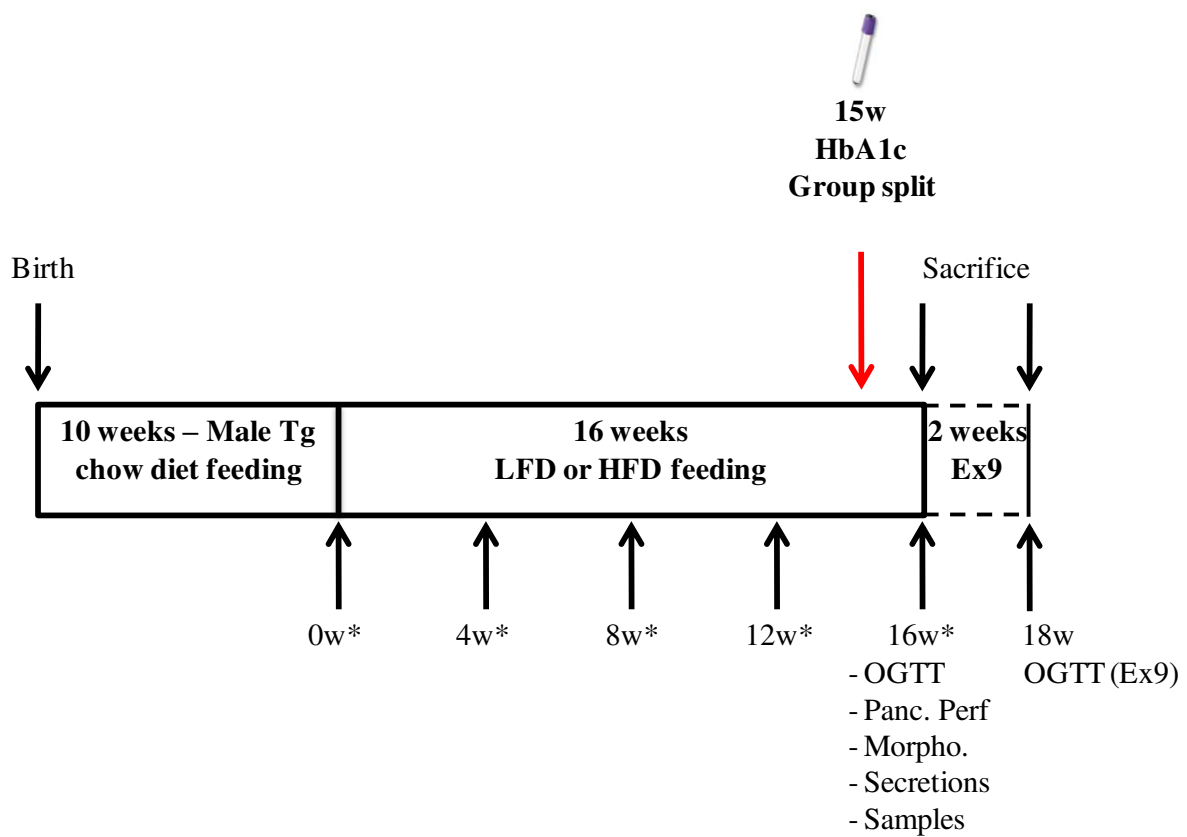 15w
HbA1c
Group split
Birth
Sacrifice
10 weeks – Male Tg
chow diet feeding
16 weeks
LFD or HFD feeding
2 weeks
Ex9
0w*
4w*
8w*
12w*
16w*
- OGTT
- Panc. Perf
- Morpho.
- Secretions
- Samples
18w
OGTT (Ex9)